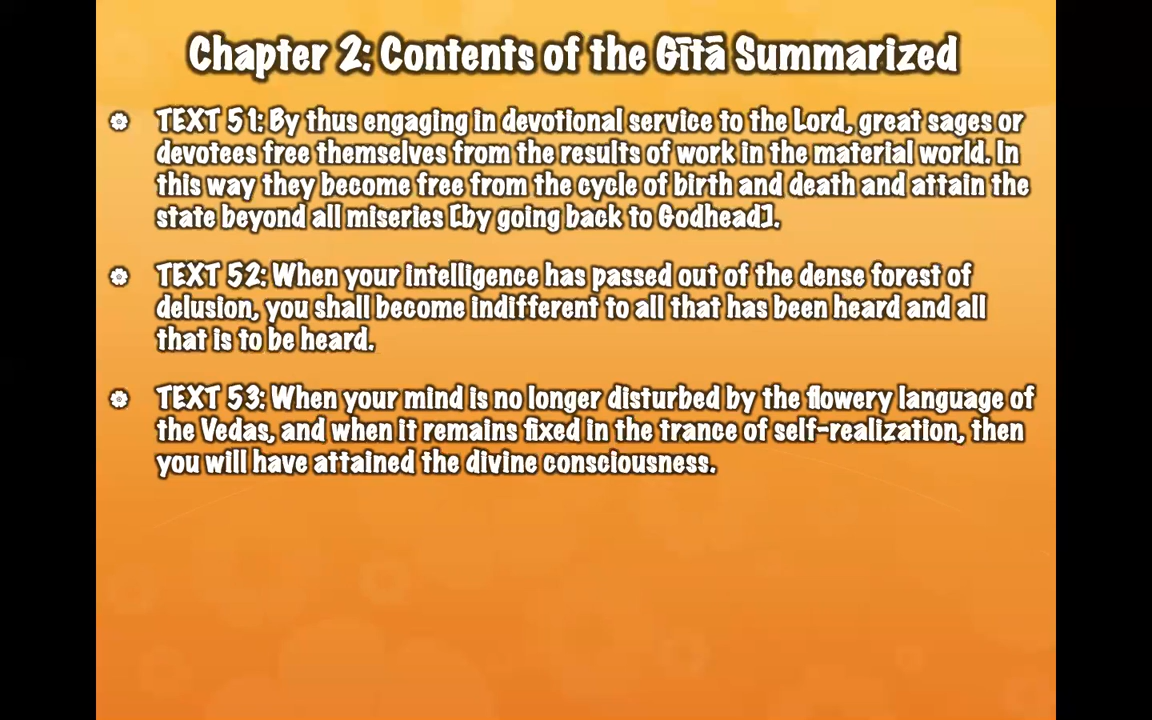 Chapter 2: Contents of the Gītā Summarized
TEXT 51: By thus engaging in devotional service to the Lord, great sages or
devotees free themselves from the results of work in the material world. In
this way they become free from the cycle of birth and death and attain the
state beyond all miseries [by going back to Godhead].
TEXT 52: When your intelligence has passed out of the dense forest of
delusion, you shall become indifferent to all that has been heard and all
that is to be heard.
TEXT 53: When your mind is no longer disturbed by the flowery language of
the Vedas, and when it remains fixed in the trance of self-realization, then
you will have attained the divine consciousness.